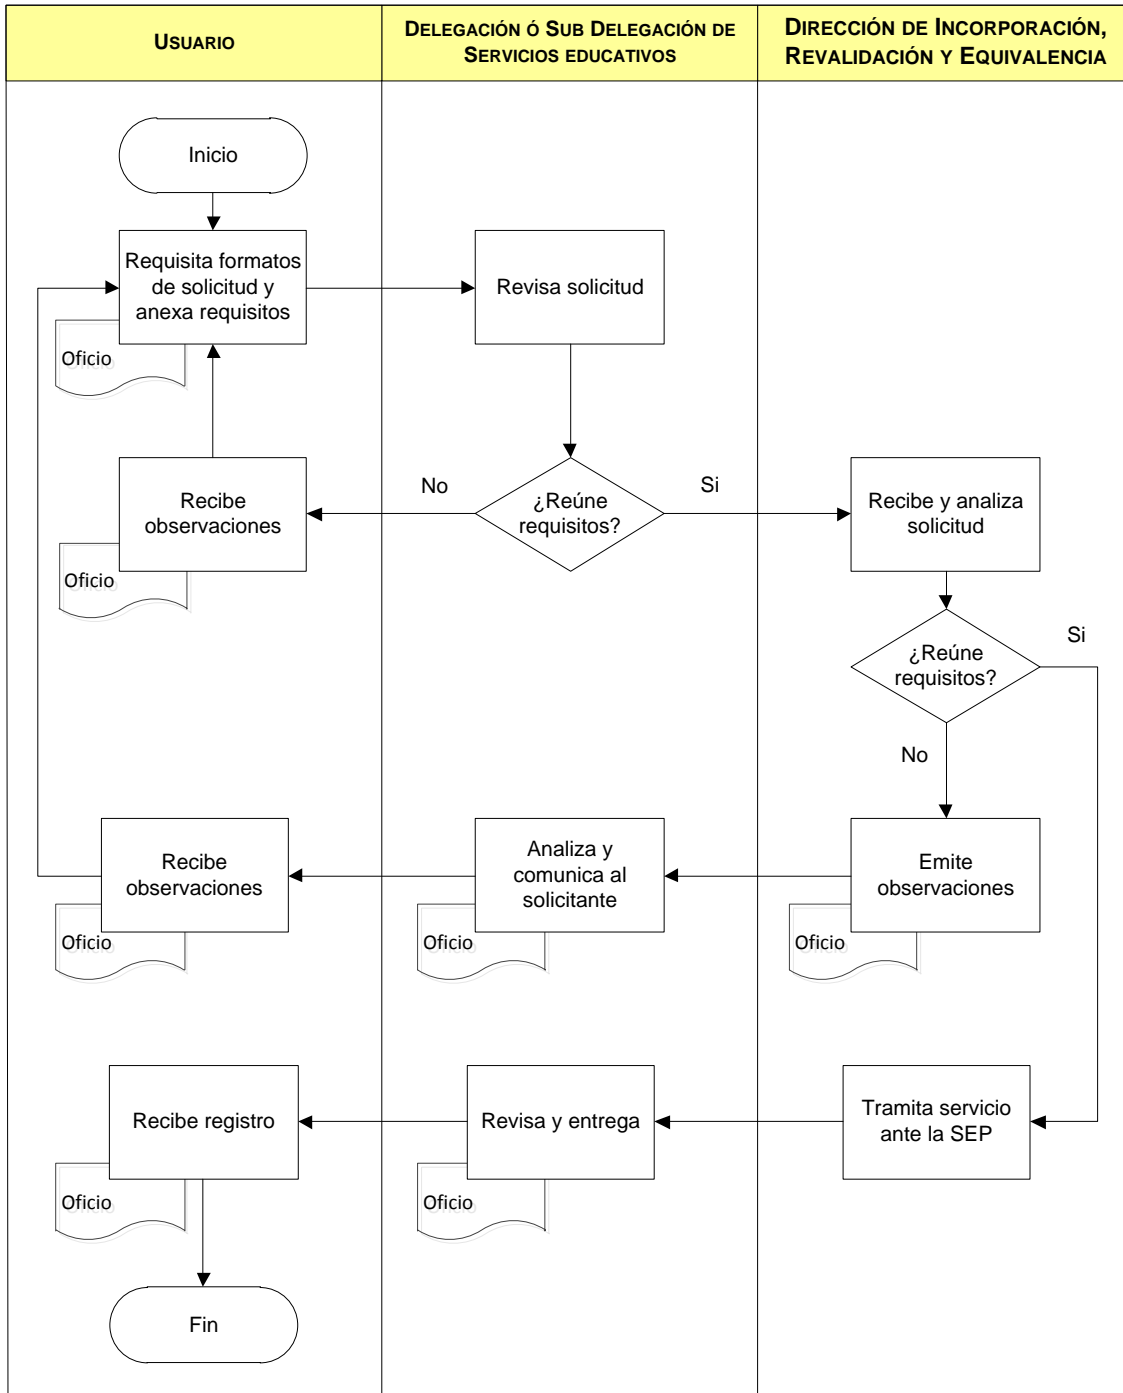 USUARIO
DELEGACIÓN Ó SUB DELEGACIÓN DE
SERVICIOS EDUCATIVOS
DIRECCIÓN DE INCORPORACIÓN,
REVALIDACIÓN Y EQUIVALENCIA
Inicio
Requisita formatos
de solicitud y
anexa requisitos
Oficio
Revisa solicitud
¿Reúne
requisitos?
No
Si
Recibe
observaciones
Oficio
Recibe y analiza
solicitud
¿Reúne
requisitos?
Si
No
Emite
observaciones
Oficio
Analiza y
comunica al
solicitante
Oficio
Recibe
observaciones
Oficio
Tramita servicio
ante la SEP
Revisa y entrega
Oficio
Recibe registro
Oficio
Fin